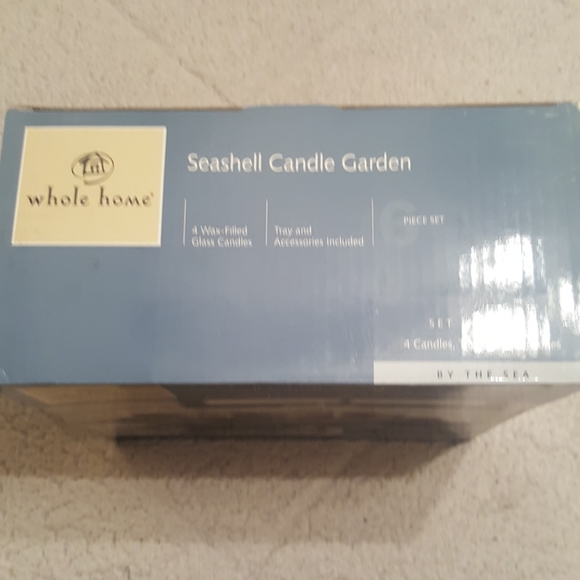 Seashell Candle Garden
whole home
4 Wax-Filled
Glass Candles
Tray and
Accessories Included
6
PIECE SET
SET
4 Candles,
BY THE SEA